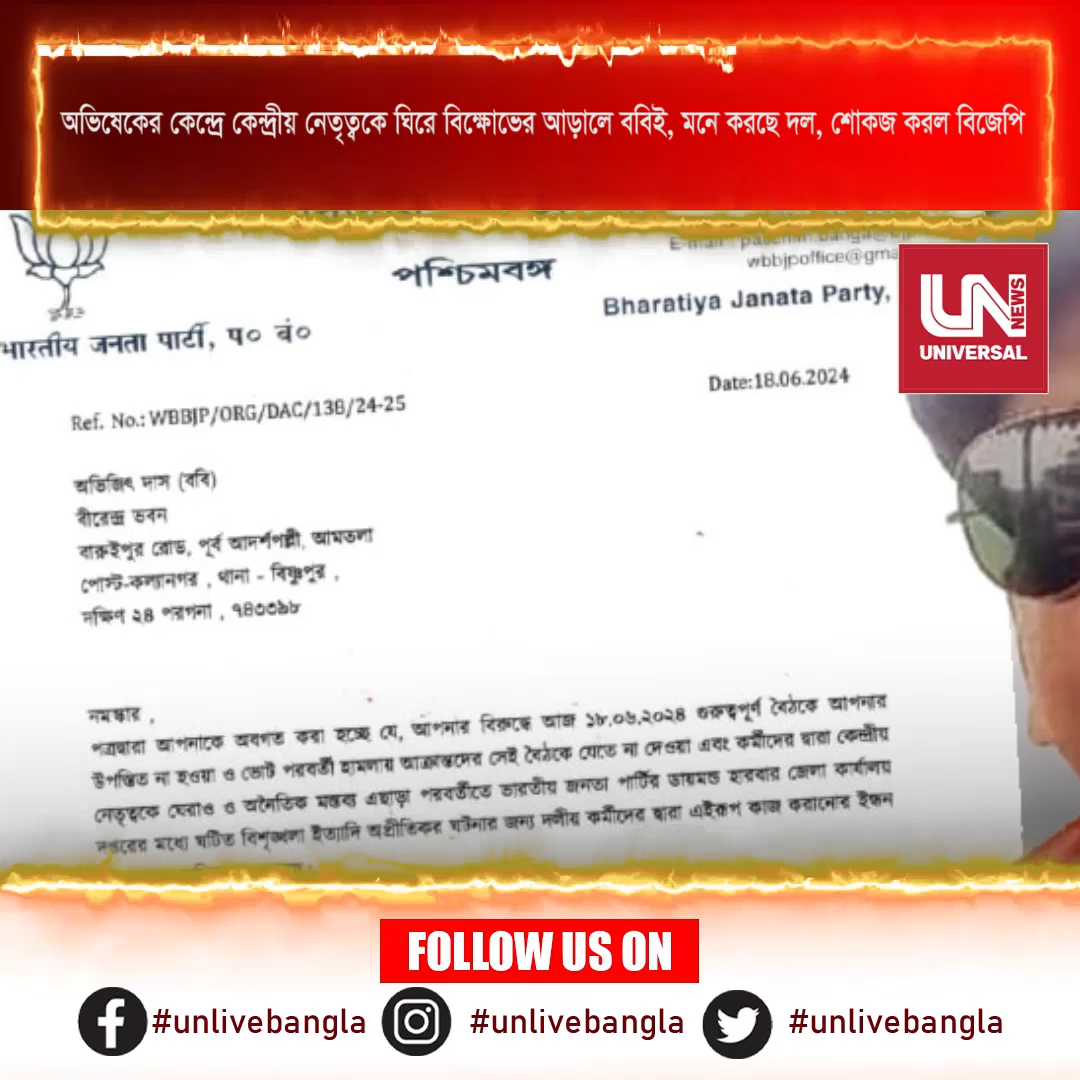 অভিষেকের কেন্দ্রে কেন্দ্রীয় নেতৃত্বকে ঘিরে বিক্ষোভের আড়ালে ববিই, মনে করছে দল, শোকজ করল বিজেপি
wbbjpoffice@gma
পশ্চিমবঙ্গ
Bharatiya Janata Party,
भारतीय जनता पार्टी, प० बं०
UN NEWS
UNIVERSAL
Date:18.06.2024
Ref. No.: WBBJP/ORG/DAC/138/24-25
অভিজিৎ দাস (ববি)
বীরেন্দ্র ভবন
বারুইপুর রোড, পূর্ব আদর্শপল্লী, আমতলা
পোস্ট-কল্যানগর , থানা - বিষ্ণুপুর ,
দক্ষিণ ২৪ পরগনা , ৭৪৩৩৯৮
নমস্কার ,
পত্রদ্বারা আপনাকে অবগত করা হচ্ছে যে, আপনার বিরুদ্ধে আজ ১৮.০৬.২০২৪ গুরুত্বপূর্ণ বৈঠকে আপনার
উপস্থিত না হওয়া ও ভোট পরবর্তী হামলায় আক্রান্তদের সেই বৈঠকে যেতে না দেওয়া এবং কর্মীদের দ্বারা কেন্দ্রীয়
নেতৃত্বকে ঘেরাও ও অনৈতিক মন্তব্য এছাড়া পরবর্তীতে ভারতীয় জনতা পার্টির ডায়মন্ড হারবার জেলা কার্যালয়
দপ্তরের মধ্যে ঘটিত বিশৃঙ্খলা ইত্যাদি অপ্রীতিকর ঘটনার জন্য দলীয় কর্মীদের দ্বারা এইরূপ কাজ করানোর ইন্ধন
FOLLOW US ON
#unlivebangla
#unlivebangla
#unlivebangla